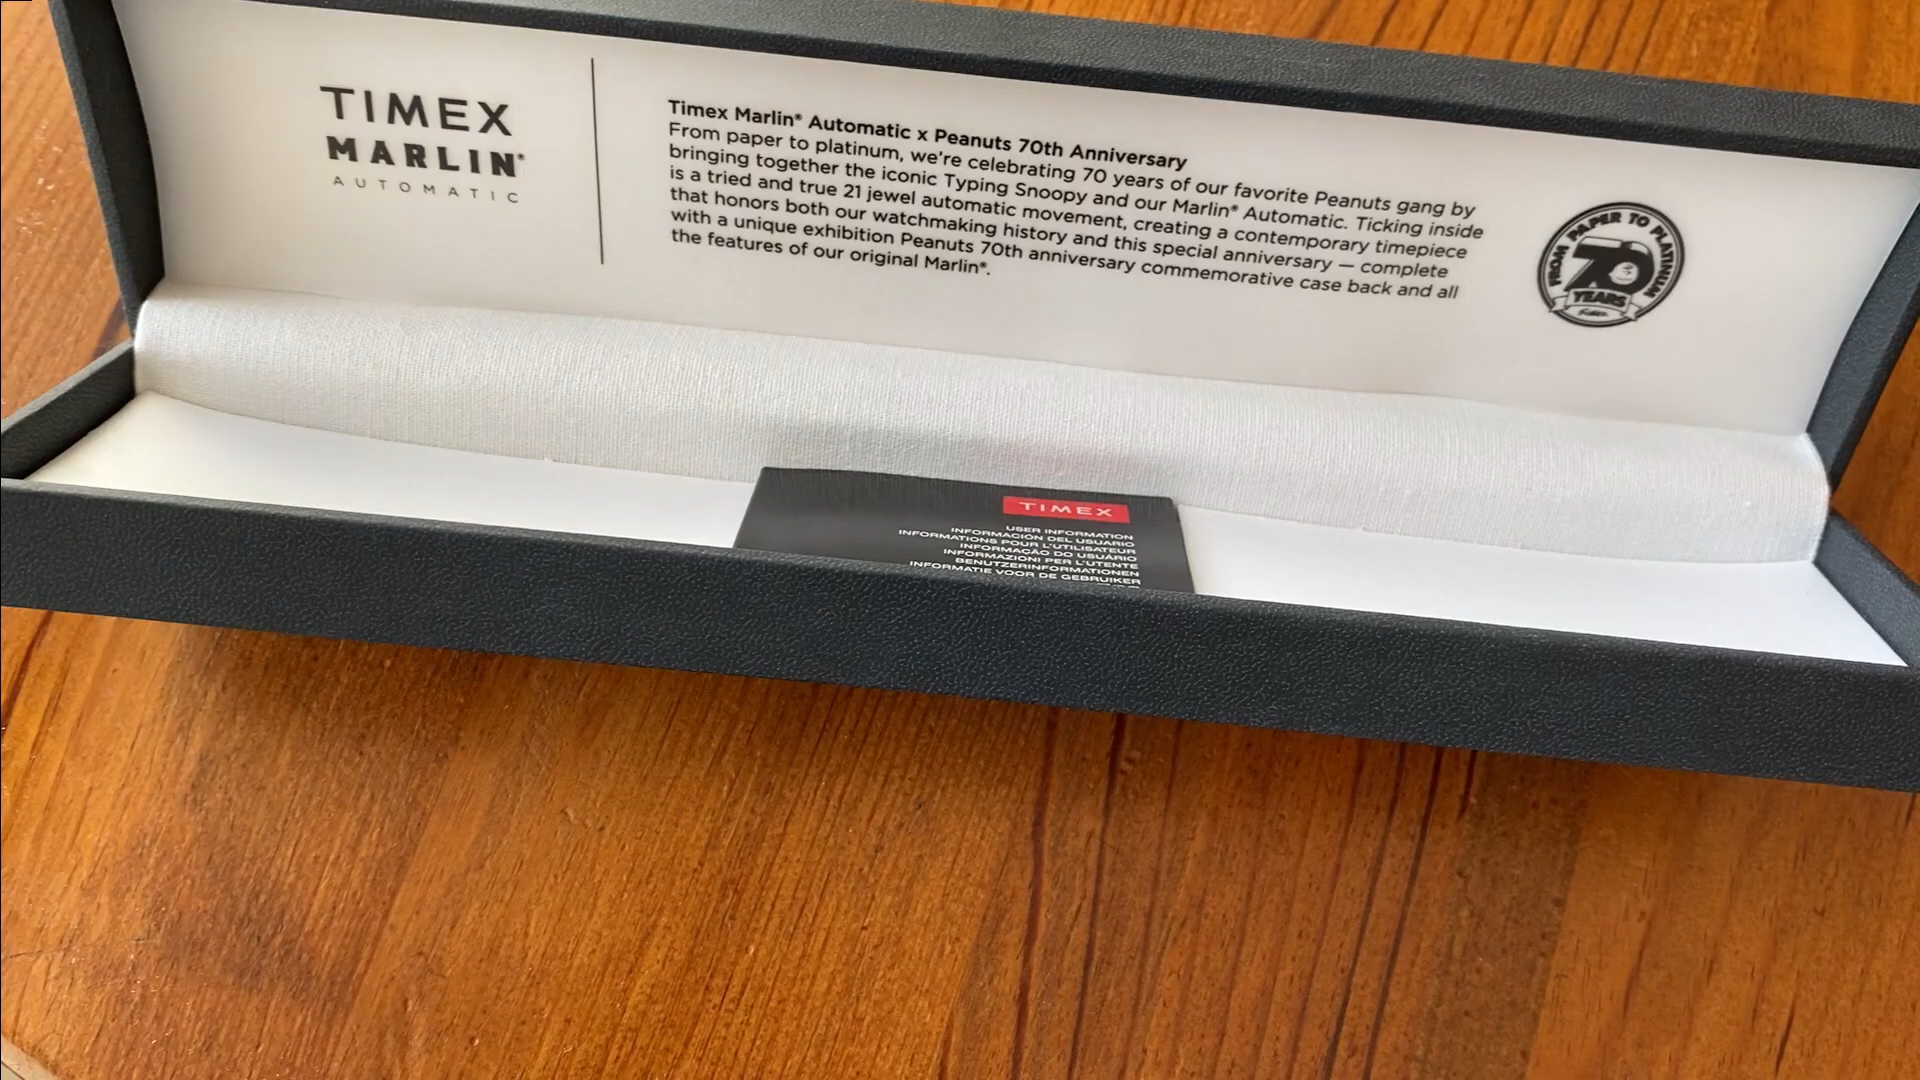 TIMEX
MARLIN®
AUTOMATIC
Timex Marlin® Automatic x Peanuts 70th Anniversary
From paper to platinum, we're celebrating 70 years of our favorite Peanuts gang by
bringing together the iconic Typing Snoopy and our Marlin® Automatic. Ticking inside
is a tried and true 21 jewel automatic movement, creating a contemporary timepiece
that honors both our watchmaking history and this special anniversary — complete
with a unique exhibition Peanuts 70th anniversary commemorative case back and all
the features of our original Marlin®.
FROM PAPER TO PLATINUM
70
YEARS
TIMEX
USER INFORMATION
INFORMACIÓN DEL USUARIO
INFORMATIONS POUR L'UTILISATEUR
INFORMAÇÃO DO USUÁRIO
INFORMAZIONI PER L'UTENTE
BENUTZERINFORMATIONEN
INFORMATIE VOOR DE GEBRUIKER